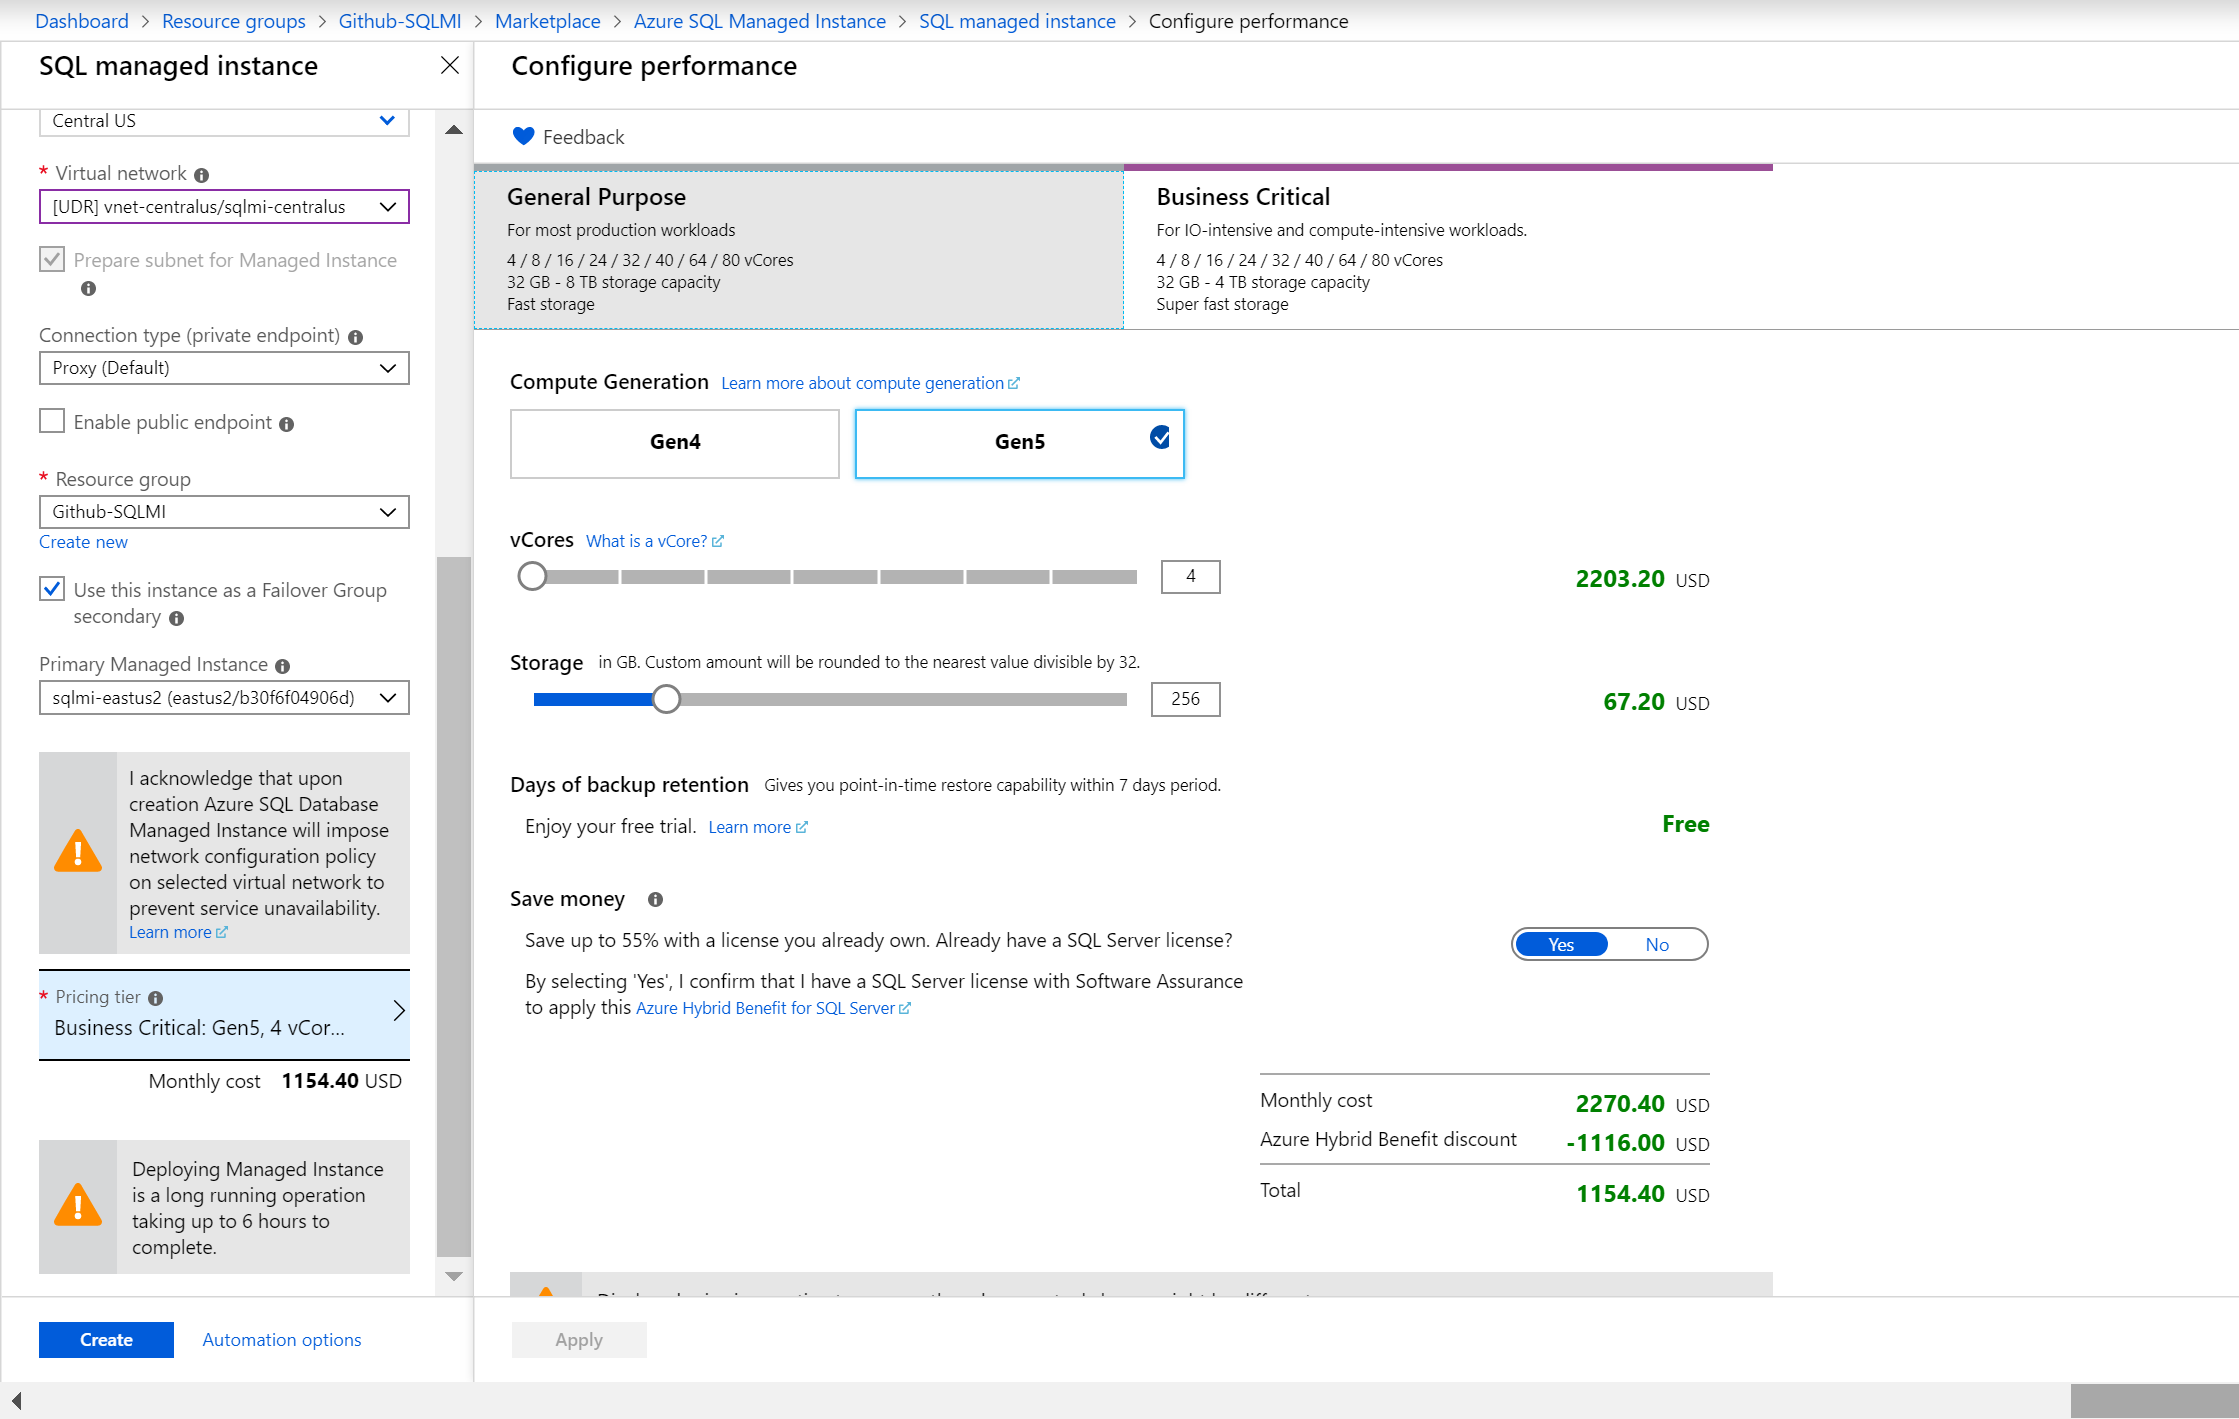 Dashboard > Resource groups > Github-SQLMI > Marketplace > Azure SQL Managed Instance > SQL managed instance > Configure performance
SQL managed instance
Central US
* Virtual network
[UDR] vnet-centralus/sqlmi-centralus
Prepare subnet for Managed Instance
Connection type (private endpoint)
Proxy (Default)
Enable public endpoint
* Resource group
Github-SQLMI
Create new
Use this instance as a Failover Group
secondary
Primary Managed Instance
sqlmi-eastus2 (eastus2/b30f6f04906d)
I acknowledge that upon
creation Azure SQL Database
Managed Instance will impose
network configuration policy
on selected virtual network to
prevent service unavailability.
Learn more
* Pricing tier
Business Critical: Gen5, 4 vCor...
Monthly cost 1154.40 USD
Deploying Managed Instance
is a long running operation
taking up to 6 hours to
complete.
Create Automation options
Configure performance
Feedback
General Purpose
For most production workloads
4 / 8 / 16 / 24 / 32 / 40 / 64 / 80 vCores
32 GB - 8 TB storage capacity
Fast storage
Business Critical
For IO-intensive and compute-intensive workloads.
4 / 8 / 16 / 24 / 32 / 40 / 64 / 80 vCores
32 GB - 4 TB storage capacity
Super fast storage
Compute Generation Learn more about compute generation
Gen4 Gen5
vCores What is a vCore?
4 2203.20 USD
Storage in GB. Custom amount will be rounded to the nearest value divisible by 32.
256 67.20 USD
Days of backup retention Gives you point-in-time restore capability within 7 days period.
Enjoy your free trial. Learn more Free
Save money
Save up to 55% with a license you already own. Already have a SQL Server license? Yes No
By selecting 'Yes', I confirm that I have a SQL Server license with Software Assurance
to apply this Azure Hybrid Benefit for SQL Server
Monthly cost 2270.40 USD
Azure Hybrid Benefit discount -1116.00 USD
Total 1154.40 USD
Apply